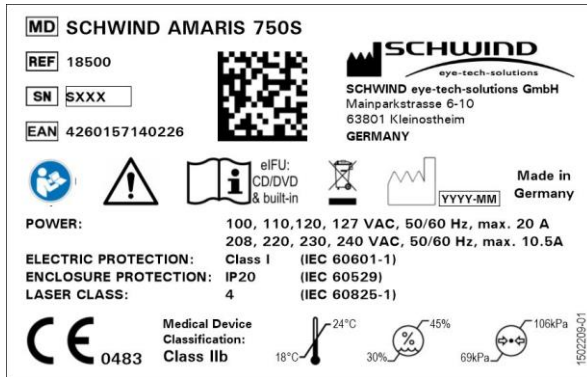 MD SCHWIND AMARIS 750S
REF 18500
SN SXXX
EAN 4260157140226
SCHWIND
eye-tech-solutions
SCHWIND eye-tech-solutions GmbH
Mainparkstrasse 6-10
63801 Kleinostheim
GERMANY
eIFU:
CD/DVD
& built-in
YYYY-MM
Made in
Germany
POWER: 100, 110,120, 127 VAC, 50/60 Hz, max. 20 A
208, 220, 230, 240 VAC, 50/60 Hz, max. 10.5A
ELECTRIC PROTECTION: Class I (IEC 60601-1)
ENCLOSURE PROTECTION: IP20 (IEC 60529)
LASER CLASS: 4 (IEC 60825-1)
CE 0483
Medical Device
Classification:
Class IIb
18°C 24°C
30% % 45%
69kPa 106kPa
1502209-01